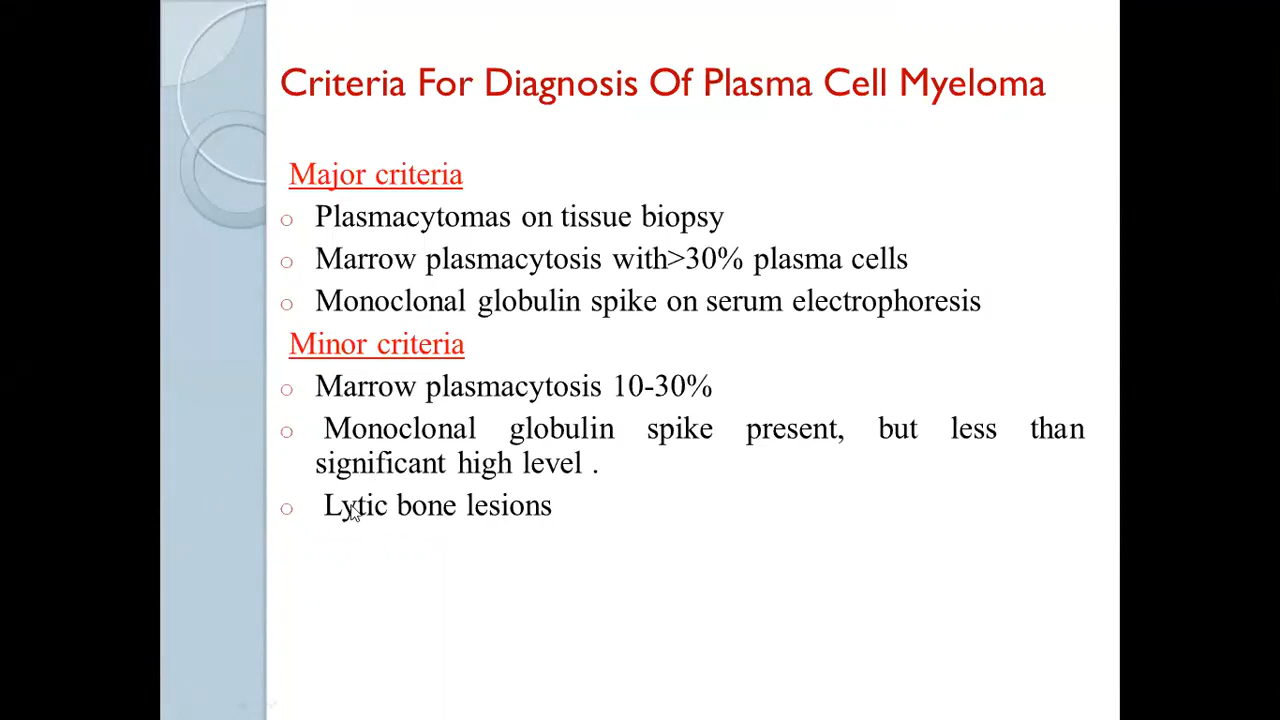 Criteria For Diagnosis Of Plasma Cell Myeloma
Major criteria
Plasmacytomas on tissue biopsy
Marrow plasmacytosis with>30% plasma cells
Monoclonal globulin spike on serum electrophoresis
Minor criteria
Marrow plasmacytosis 10-30%
Monoclonal globulin spike present, but less than
significant high level .
Lytic bone lesions